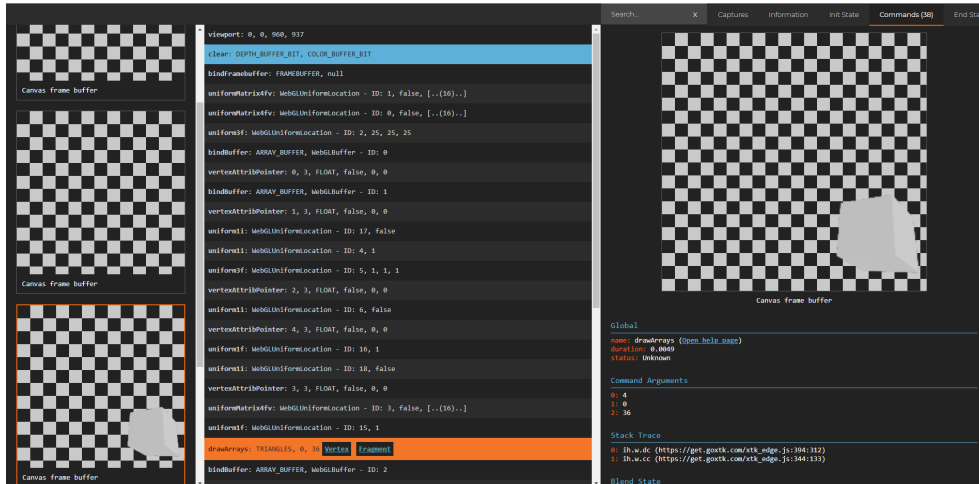 Search... X Captures Information Init State Commands (38) End Sta
Canvas frame buffer
Canvas frame buffer
Canvas frame buffer
viewport: 0, 0, 960, 937
clear: DEPTH_BUFFER_BIT, COLOR_BUFFER_BIT
bindFramebuffer: FRAMEBUFFER, null
uniformMatrix4fv: WebGLUniformLocation - ID: 1, false, [..(16)..]
uniformMatrix4fv: WebGLUniformLocation - ID: 0, false, [..(16)..]
uniform3f: WebGLUniformLocation - ID: 2, 25, 25, 25
bindBuffer: ARRAY_BUFFER, WebGLBuffer - ID: 0
vertexAttribPointer: 0, 3, FLOAT, false, 0, 0
bindBuffer: ARRAY_BUFFER, WebGLBuffer - ID: 1
vertexAttribPointer: 1, 3, FLOAT, false, 0, 0
uniform1i: WebGLUniformLocation - ID: 17, false
uniform1i: WebGLUniformLocation - ID: 4, 1
uniform3f: WebGLUniformLocation - ID: 5, 1, 1, 1
vertexAttribPointer: 2, 3, FLOAT, false, 0, 0
uniform1i: WebGLUniformLocation - ID: 6, false
vertexAttribPointer: 4, 3, FLOAT, false, 0, 0
uniform1f: WebGLUniformLocation - ID: 16, 1
uniform1i: WebGLUniformLocation - ID: 18, false
vertexAttribPointer: 3, 3, FLOAT, false, 0, 0
uniformMatrix4fv: WebGLUniformLocation - ID: 3, false, [..(16)..]
uniform1f: WebGLUniformLocation - ID: 15, 1
drawArrays: TRIANGLES, 0, 36 Vertex Fragment
bindBuffer: ARRAY_BUFFER, WebGLBuffer - ID: 2
Canvas frame buffer
Global
name: drawArrays (Open help page)
duration: 0.0049
status: Unknown
Command Arguments
0: 4
1: 0
2: 36
Stack Trace
0: ih.w.dc (https://get.goxtk.com/xtk_edge.js:394:312)
1: ih.w.cc (https://get.goxtk.com/xtk_edge.js:344:133)
Blend State